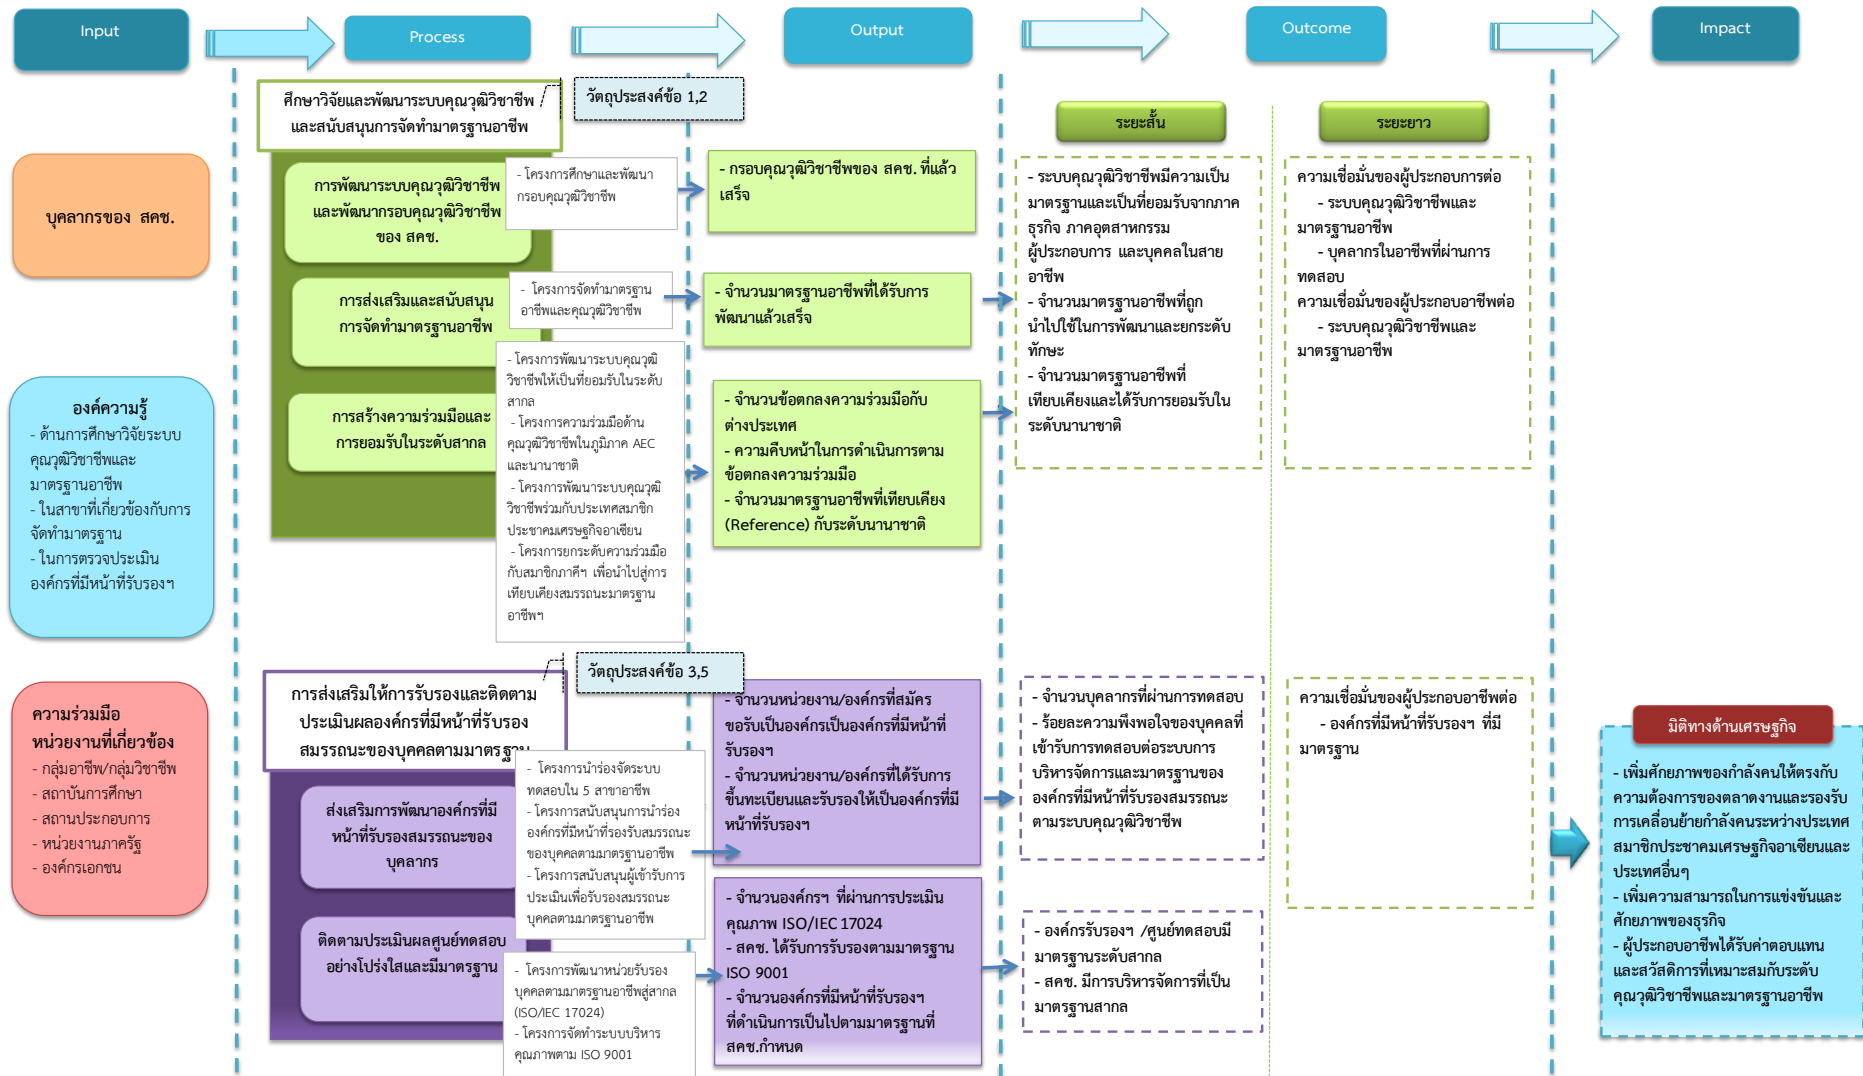 Input
Process
Output
Outcome
Impact
ศึกษาวิจัยและพัฒนาระบบคุณวุฒิวิชาชีพ
และสนับสนุนการจัดทำมาตรฐานอาชีพ
วัตถุประสงค์ข้อ 1,2
ระยะสั้น
ระยะยาว
บุคลากรของ สคช.
การพัฒนาระบบคุณวุฒิวิชาชีพ
และพัฒนากรอบคุณวุฒิวิชาชีพ
ของ สคช.
- โครงการศึกษาและพัฒนา
กรอบคุณวุฒิวิชาชีพ
- กรอบคุณวุฒิวิชาชีพของ สคช. ที่แล้ว
เสร็จ
การส่งเสริมและสนับสนุน
การจัดทำมาตรฐานอาชีพ
- โครงการจัดทำมาตรฐาน
อาชีพและคุณวุฒิวิชาชีพ
- จำนวนมาตรฐานอาชีพที่ได้รับการ
พัฒนาแล้วเสร็จ
การสร้างความร่วมมือและ
การยอมรับในระดับสากล
- โครงการพัฒนาระบบคุณวุฒิ
วิชาชีพให้เป็นที่ยอมรับในระดับ
สากล
- โครงการความร่วมมือด้าน
คุณวุฒิวิชาชีพในภูมิภาค AEC
และนานาชาติ
- โครงการพัฒนาระบบคุณวุฒิ
วิชาชีพร่วมกับประเทศสมาชิก
ประชาคมเศรษฐกิจอาเซียน
- โครงการยกระดับความร่วมมือ
กับสมาชิกภาคีฯ เพื่อนำไปสู่การ
เทียบเคียงสมรรถนะมาตรฐาน
อาชีพฯ
- จำนวนข้อตกลงความร่วมมือกับ
ต่างประเทศ
- ความคืบหน้าในการดำเนินการตาม
ข้อตกลงความร่วมมือ
- จำนวนมาตรฐานอาชีพที่เทียบเคียง
(Reference) กับระดับนานาชาติ
- ระบบคุณวุฒิวิชาชีพมีความเป็น
มาตรฐานและเป็นที่ยอมรับจากภาค
ธุรกิจ ภาคอุตสาหกรรม
ผู้ประกอบการ และบุคคลในสาย
อาชีพ
- จำนวนมาตรฐานอาชีพที่ถูก
นำไปใช้ในการพัฒนาและยกระดับ
ทักษะ
- จำนวนมาตรฐานอาชีพที่
เทียบเคียงและได้รับการยอมรับใน
ระดับนานาชาติ
ความเชื่อมั่นของผู้ประกอบการต่อ
- ระบบคุณวุฒิวิชาชีพและ
มาตรฐานอาชีพ
- บุคลากรในอาชีพที่ผ่านการ
ทดสอบ
ความเชื่อมั่นของผู้ประกอบอาชีพต่อ
- ระบบคุณวุฒิวิชาชีพและ
มาตรฐานอาชีพ
องค์ความรู้
- ด้านการศึกษาวิจัยระบบ
คุณวุฒิวิชาชีพและ
มาตรฐานอาชีพ
- ในสาขาที่เกี่ยวข้องกับการ
จัดทำมาตรฐาน
- ในการตรวจประเมิน
องค์กรที่มีหน้าที่รับรองฯ
ความร่วมมือ
หน่วยงานที่เกี่ยวข้อง
- กลุ่มอาชีพ/กลุ่มวิชาชีพ
- สถาบันการศึกษา
- สถานประกอบการ
- หน่วยงานภาครัฐ
- องค์กรเอกชน
การส่งเสริมให้การรับรองและติดตาม
ประเมินผลองค์กรที่มีหน้าที่รับรอง
สมรรถนะของบุคคลตามมาตรฐาน
วัตถุประสงค์ข้อ 3,5
ส่งเสริมการพัฒนาองค์กรที่มี
หน้าที่รับรองสมรรถนะของ
บุคลากร
- โครงการนำร่องจัดระบบ
ทดสอบใน 5 สาขาอาชีพ
- โครงการสนับสนุนการนำร่อง
องค์กรที่มีหน้าที่รองรับสมรรถนะ
ของบุคคลตามมาตรฐานอาชีพ
- โครงการสนับสนุนผู้เข้ารับการ
ประเมินเพื่อรับรองสมรรถนะ
บุคคลตามมาตรฐานอาชีพ
- จำนวนหน่วยงาน/องค์กรที่สมัคร
ขอรับเป็นองค์กรเป็นองค์กรที่มีหน้าที่
รับรองฯ
- จำนวนหน่วยงาน/องค์กรที่ได้รับการ
ขึ้นทะเบียนและรับรองให้เป็นองค์กรที่มี
หน้าที่รับรองฯ
- จำนวนบุคลากรที่ผ่านการทดสอบ
- ร้อยละความพึงพอใจของบุคคลที่
เข้ารับการทดสอบต่อระบบการ
บริหารจัดการและมาตรฐานของ
องค์กรที่มีหน้าที่รับรองสมรรถนะ
ตามระบบคุณวุฒิวิชาชีพ
ความเชื่อมั่นของผู้ประกอบอาชีพต่อ
- องค์กรที่มีหน้าที่รับรองฯ ที่มี
มาตรฐาน
ติดตามประเมินผลศูนย์ทดสอบ
อย่างโปร่งใสและมีมาตรฐาน
- โครงการพัฒนาหน่วยรับรอง
บุคคลตามมาตรฐานอาชีพสู่สากล
(ISO/IEC 17024)
- โครงการจัดทำระบบบริหาร
คุณภาพตาม ISO 9001
- จำนวนองค์กรฯ ที่ผ่านการประเมิน
คุณภาพ ISO/IEC 17024
- สคช. ได้รับการรับรองตามมาตรฐาน
ISO 9001
- จำนวนองค์กรที่มีหน้าที่รับรองฯ
ที่ดำเนินการเป็นไปตามมาตรฐานที่
สคช.กำหนด
- องค์กรรับรองฯ /ศูนย์ทดสอบมี
มาตรฐานระดับสากล
- สคช. มีการบริหารจัดการที่เป็น
มาตรฐานสากล
มิติทางด้านเศรษฐกิจ
- เพิ่มศักยภาพของกำลังคนให้ตรงกับ
ความต้องการของตลาดงานและรองรับ
การเคลื่อนย้ายกำลังคนระหว่างประเทศ
สมาชิกประชาคมเศรษฐกิจอาเซียนและ
ประเทศอื่นๆ
- เพิ่มความสามารถในการแข่งขันและ
ศักยภาพของธุรกิจ
- ผู้ประกอบอาชีพได้รับค่าตอบแทน
และสวัสดิการที่เหมาะสมกับระดับ
คุณวุฒิวิชาชีพและมาตรฐานอาชีพ